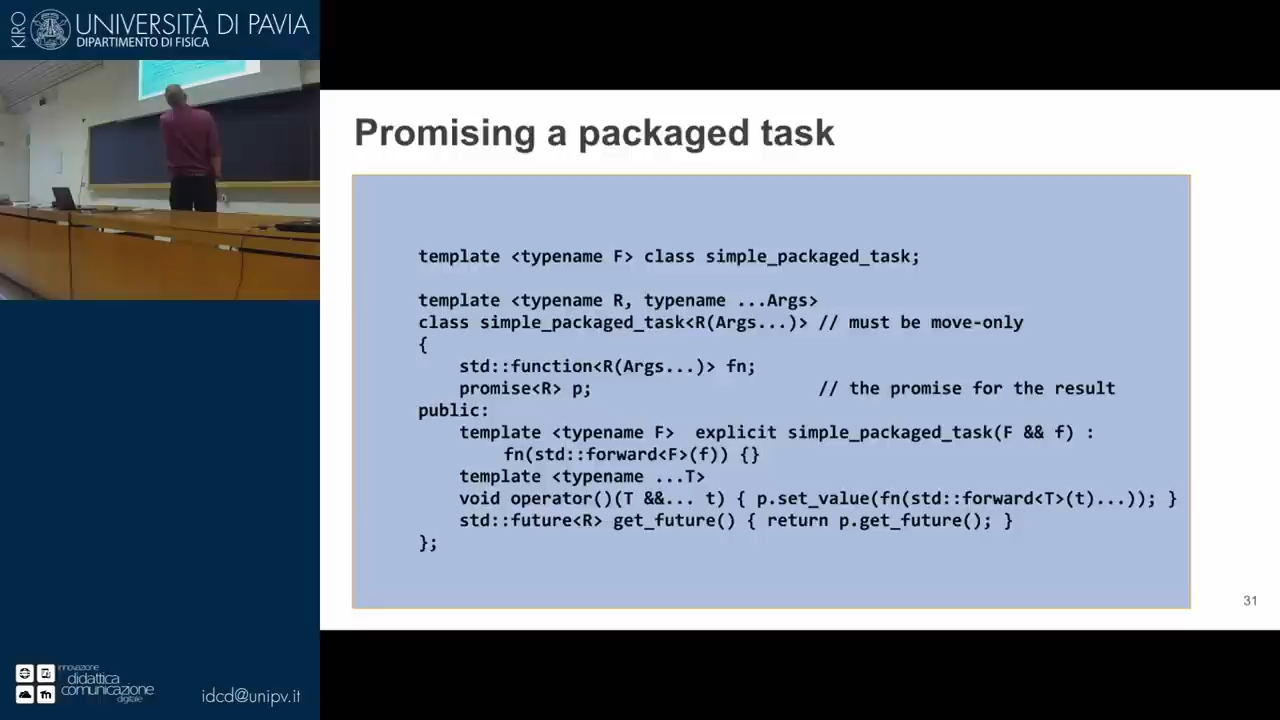 KIRO
UNIVERSITÀ DI PAVIA
DIPARTIMENTO DI FISICA
Promising a packaged task
template <typename F> class simple_packaged_task;
template <typename R, typename ...Args>
class simple_packaged_task<R(Args...)> // must be move-only
{
std::function<R(Args...)> fn;
promise<R> p; // the promise for the result
public:
template <typename F> explicit simple_packaged_task(F && f) :
fn(std::forward<F>(f)) {}
template <typename ...T>
void operator()(T &&... t) { p.set_value(fn(std::forward<T>(t)...)); }
std::future<R> get_future() { return p.get_future(); }
};
31
innovazione
didattica
comunicazione
digitale
idcd@unipv.it